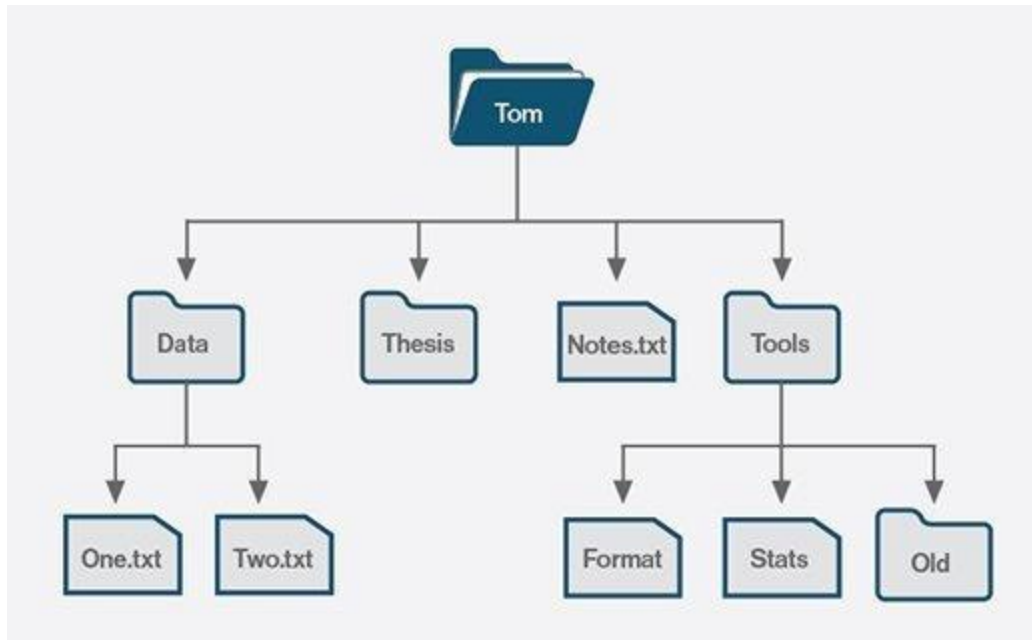 Tom
Data
Thesis
Notes.txt
Tools
One.txt
Two.txt
Format
Stats
Old